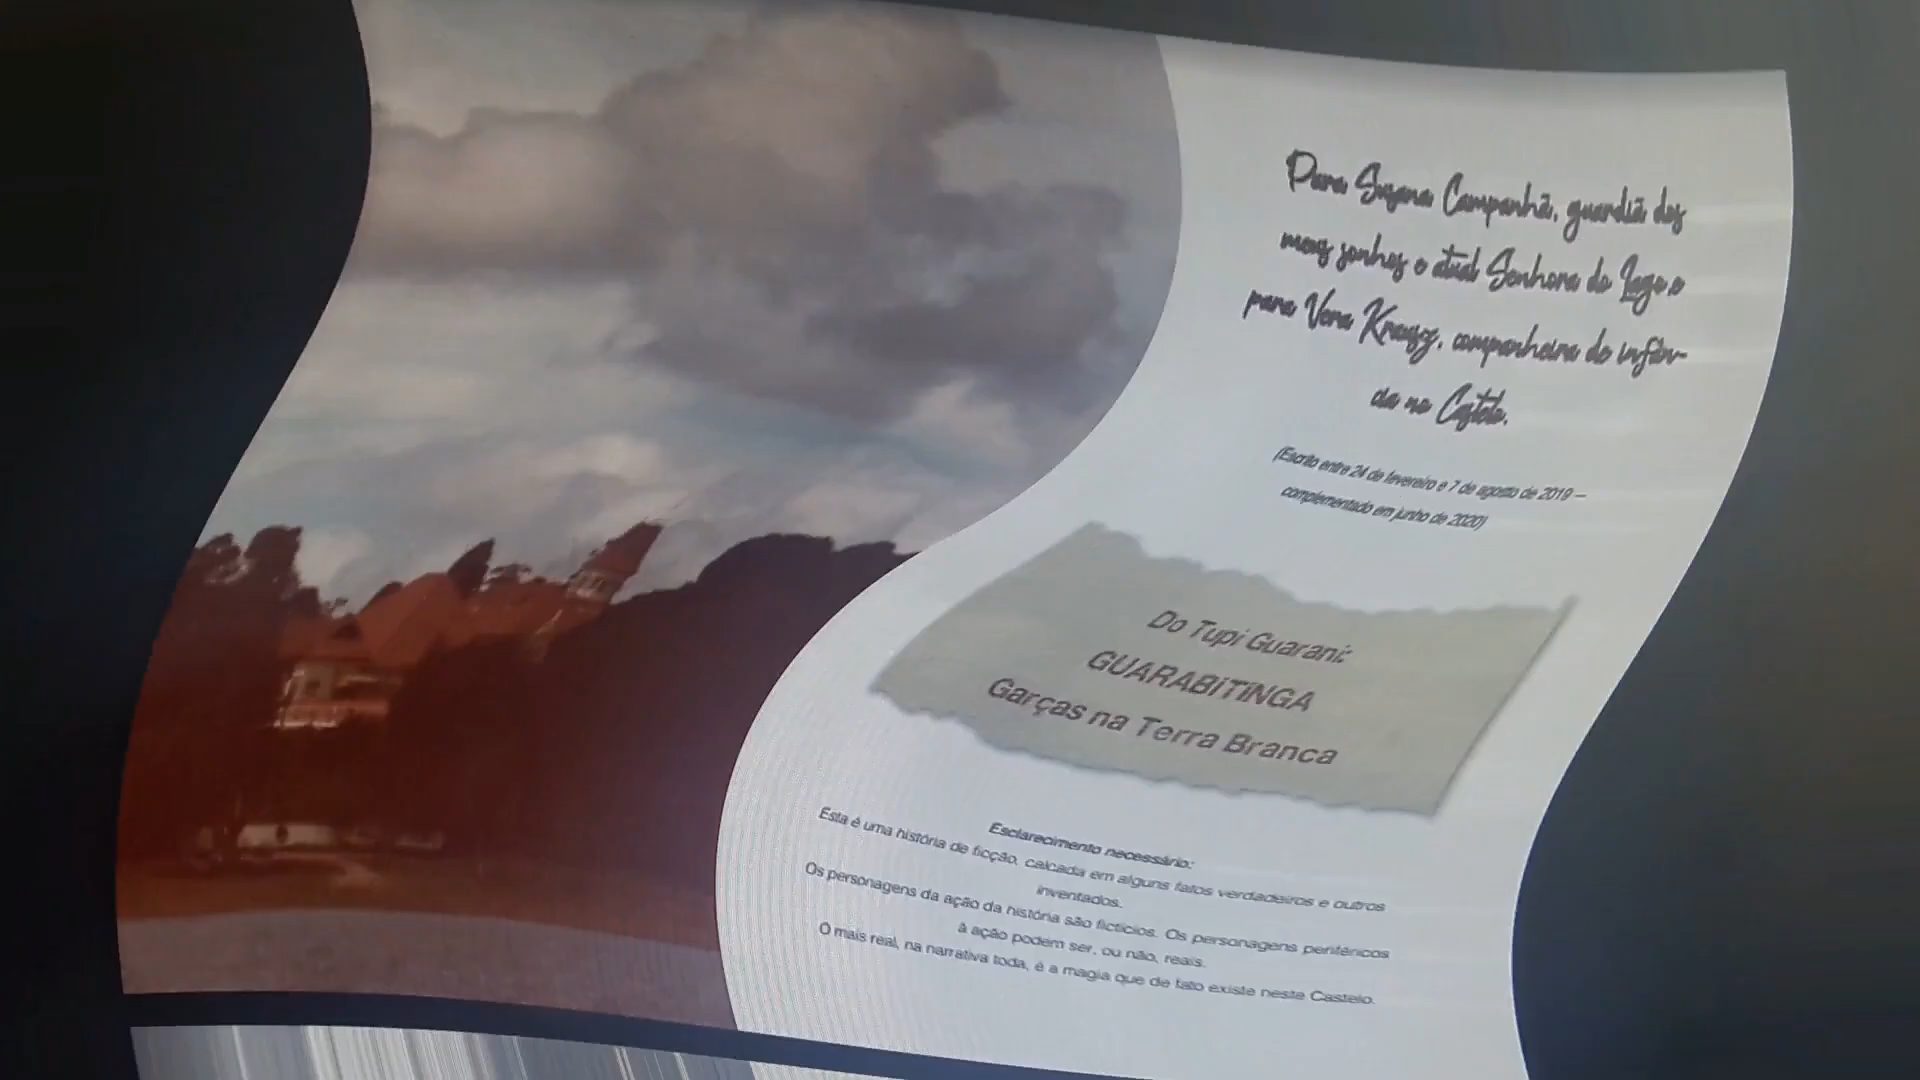 Para Susana Campanhã, guardiã dos
meus sonhos e atual Senhora do Lago, e
para Vera Krausz, companheira de infân-
cia no Castelo.
(Escrito entre 24 de fevereiro e 7 de agosto de 2019 –
complementado em junho de 2020)
Do Tupi Guarani:
GUARABiTiNGA
Garças na Terra Branca
Esclarecimento necessário:
Esta é uma história de ficção, calcada em alguns fatos verdadeiros e outros
inventados.
Os personagens da ação da história são fictícios. Os personagens periféricos
à ação podem ser, ou não, reais.
O mais real, na narrativa toda, é a magia que de fato existe neste Castelo.